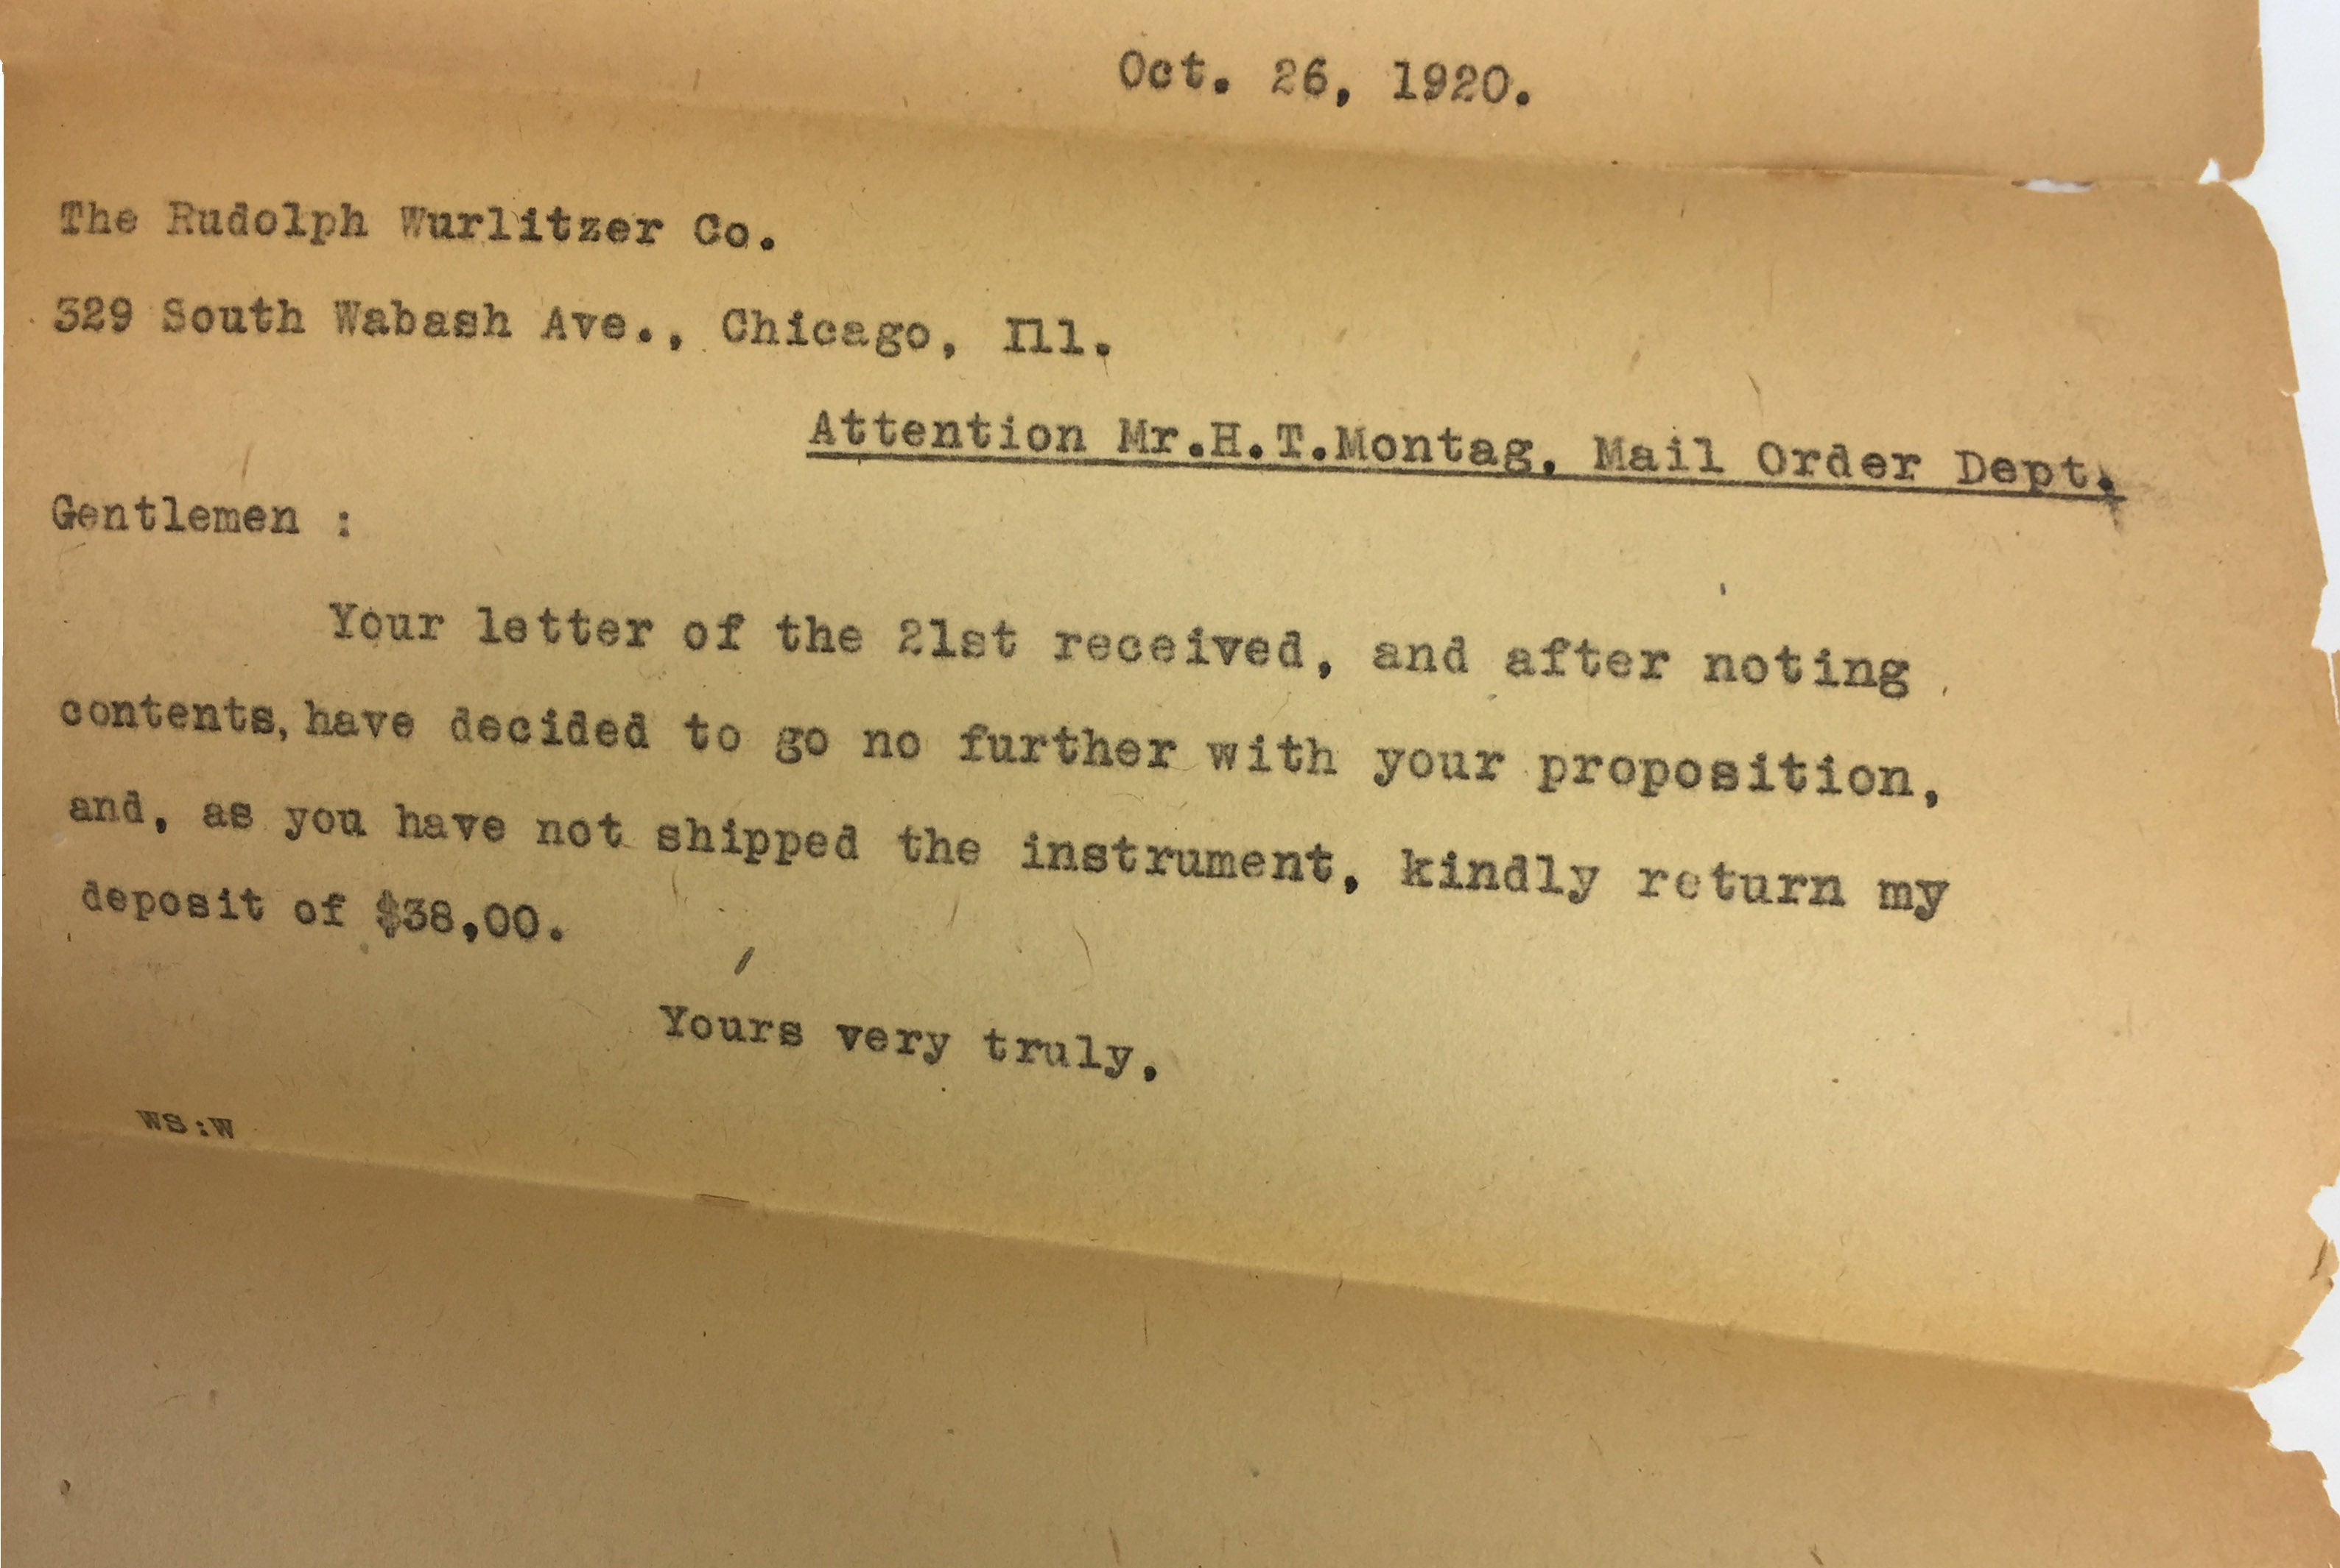 Oct. 26, 1920.
The Rudolph Wurlitzer Co.
329 South Wabash Ave., Chicago, Ill.
Attention Mr.H.T.Montag, Mail Order Dept.
Gentlemen :
Your letter of the 21st received, and after noting
contents, have decided to go no further with your proposition,
and, as you have not shipped the instrument, kindly return my
deposit of $38,00.
Yours very truly,
WS:W